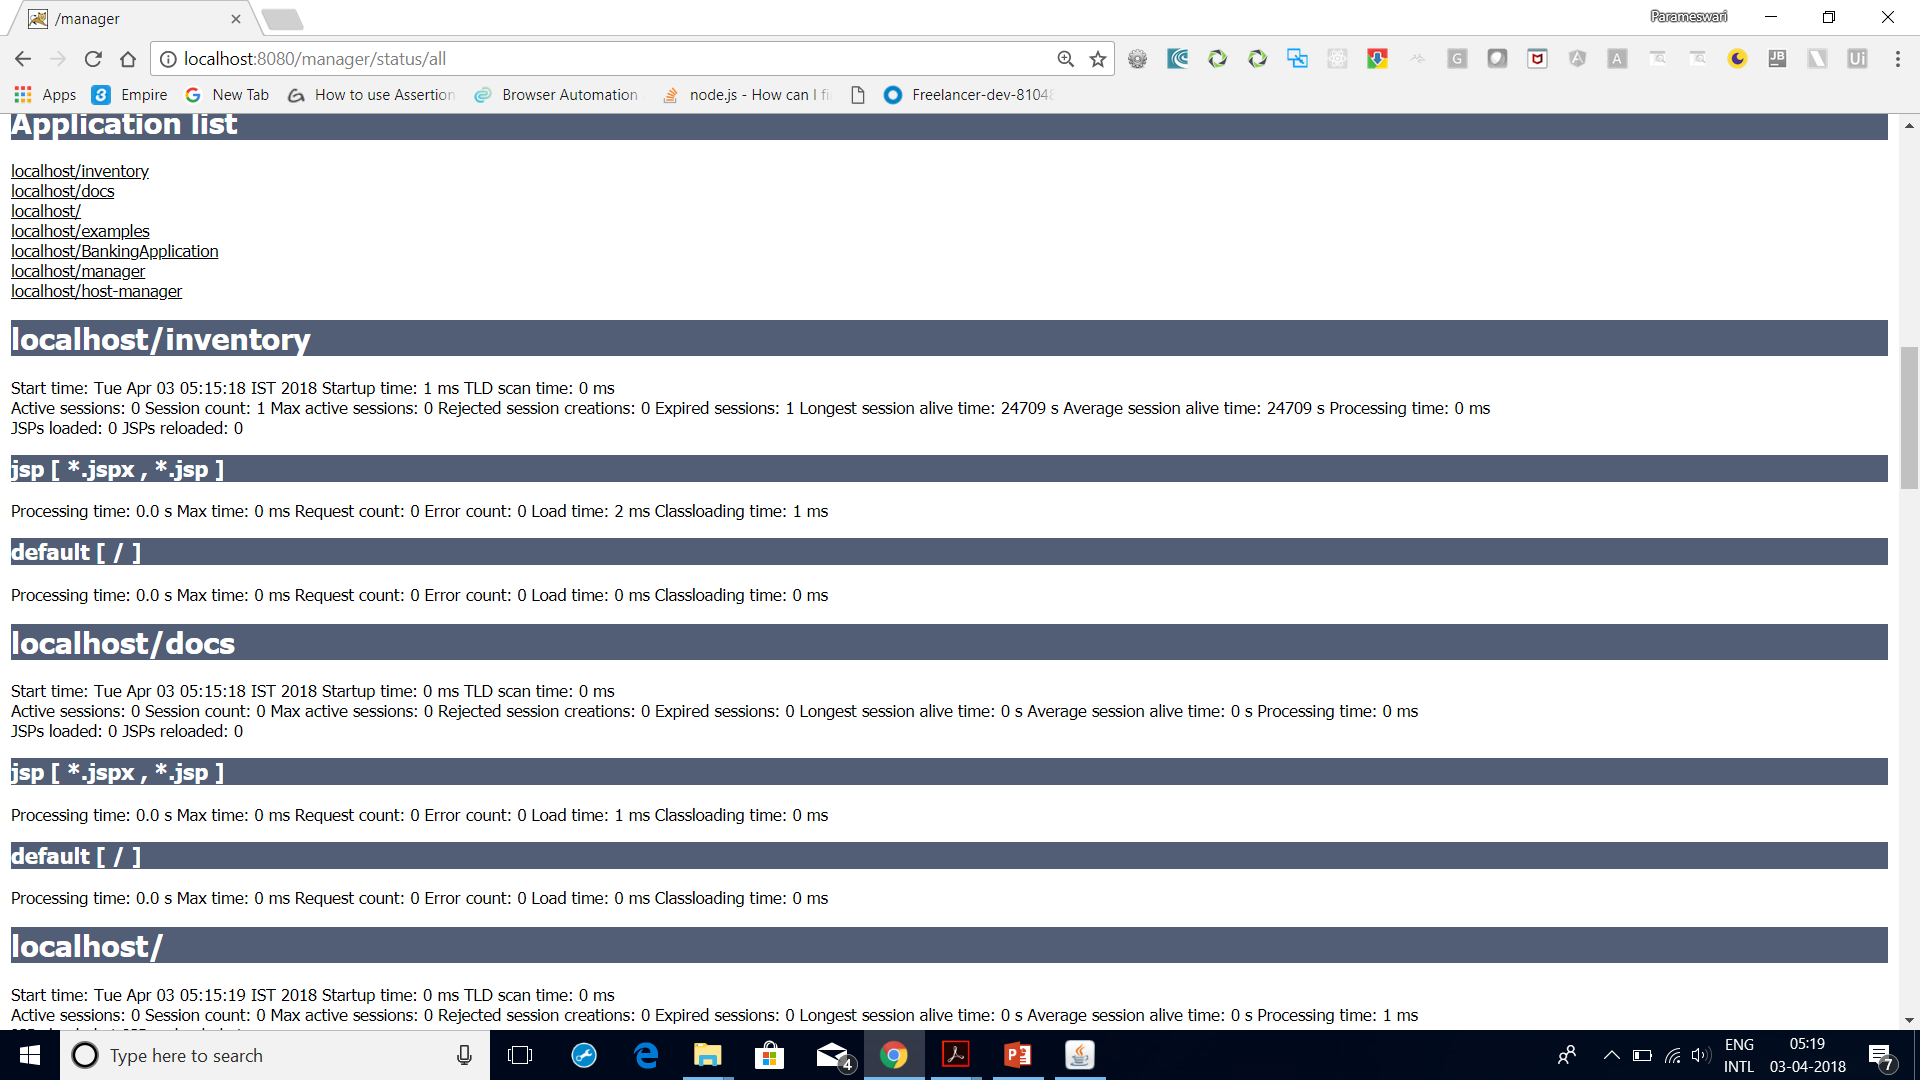 /manager
Parameswari
localhost:8080/manager/status/all
Apps
Empire
New Tab
How to use Assertion
Browser Automation
node.js - How can I fi
Freelancer-dev-81048
Application list
localhost/inventory
localhost/docs
localhost/
localhost/examples
localhost/BankingApplication
localhost/manager
localhost/host-manager
localhost/inventory
Start time: Tue Apr 03 05:15:18 IST 2018 Startup time: 1 ms TLD scan time: 0 ms
Active sessions: 0 Session count: 1 Max active sessions: 0 Rejected session creations: 0 Expired sessions: 1 Longest session alive time: 24709 s Average session alive time: 24709 s Processing time: 0 ms
JSPs loaded: 0 JSPs reloaded: 0
jsp [ *.jspx , *.jsp ]
Processing time: 0.0 s Max time: 0 ms Request count: 0 Error count: 0 Load time: 2 ms Classloading time: 1 ms
default [ / ]
Processing time: 0.0 s Max time: 0 ms Request count: 0 Error count: 0 Load time: 0 ms Classloading time: 0 ms
localhost/docs
Start time: Tue Apr 03 05:15:18 IST 2018 Startup time: 0 ms TLD scan time: 0 ms
Active sessions: 0 Session count: 0 Max active sessions: 0 Rejected session creations: 0 Expired sessions: 0 Longest session alive time: 0 s Average session alive time: 0 s Processing time: 0 ms
JSPs loaded: 0 JSPs reloaded: 0
jsp [ *.jspx , *.jsp ]
Processing time: 0.0 s Max time: 0 ms Request count: 0 Error count: 0 Load time: 1 ms Classloading time: 0 ms
default [ / ]
Processing time: 0.0 s Max time: 0 ms Request count: 0 Error count: 0 Load time: 0 ms Classloading time: 0 ms
localhost/
Start time: Tue Apr 03 05:15:19 IST 2018 Startup time: 0 ms TLD scan time: 0 ms
Active sessions: 0 Session count: 0 Max active sessions: 0 Rejected session creations: 0 Expired sessions: 0 Longest session alive time: 0 s Average session alive time: 0 s Processing time: 1 ms
Type here to search
4
ENG
INTL
05:19
03-04-2018
7